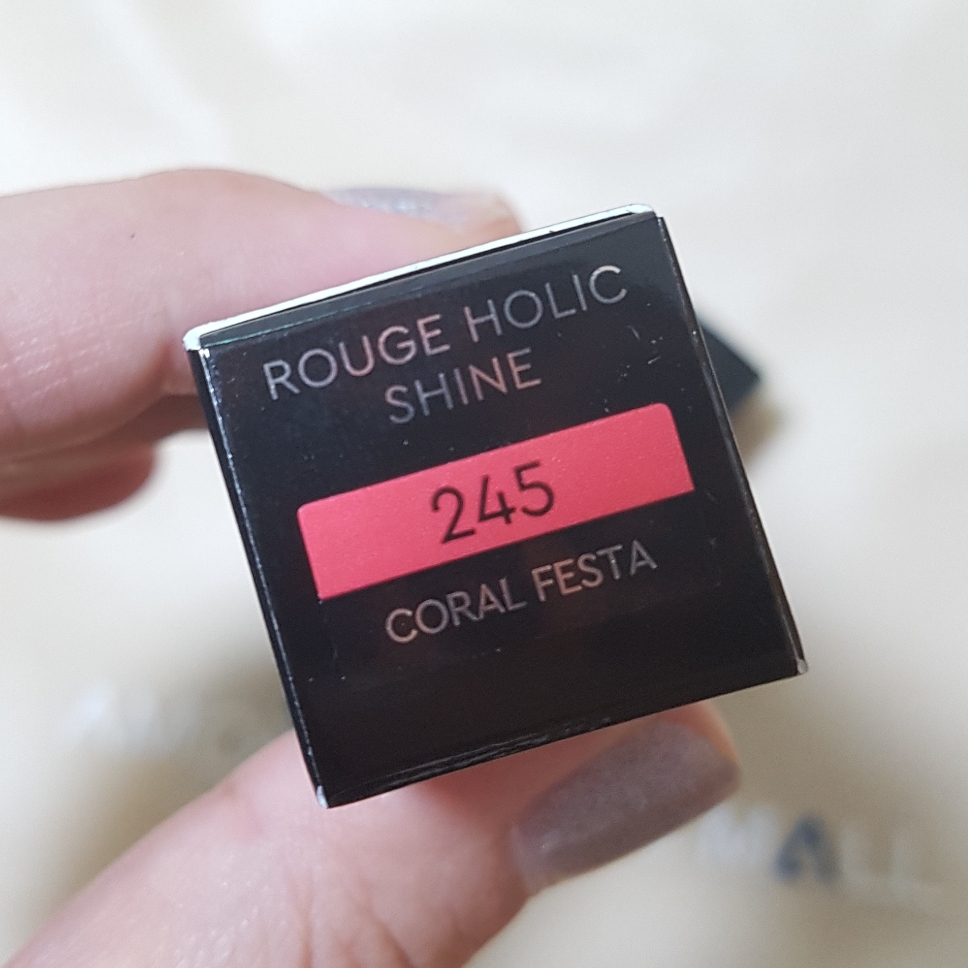 ROUGE HOLIC
SHINE
245
CORAL FESTA